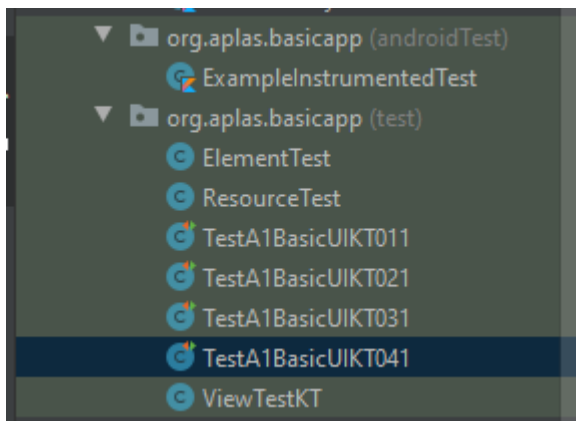 org.aplas.basicapp (androidTest)
ExampleInstrumentedTest
org.aplas.basicapp (test)
ElementTest
ResourceTest
TestA1BasicUIKT011
TestA1BasicUIKT021
TestA1BasicUIKT031
TestA1BasicUIKT041
ViewTestKT